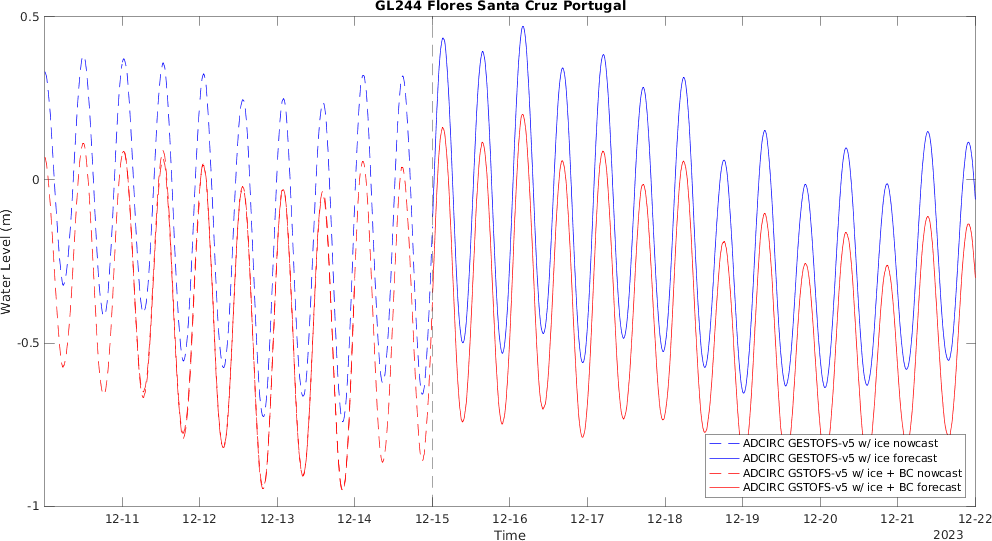 GL244 Flores Santa Cruz Portugal
0.5
0
-0.5
-1
Water Level (m)
12-11
12-12
12-13
12-14
12-15
12-16
12-17
12-18
12-19
12-20
12-21
12-22
Time
2023
ADCIRC GESTOFS-v5 w/ ice nowcast
ADCIRC GESTOFS-v5 w/ ice forecast
ADCIRC GSTOFS-v5 w/ ice + BC nowcast
ADCIRC GSTOFS-v5 w/ ice + BC forecast